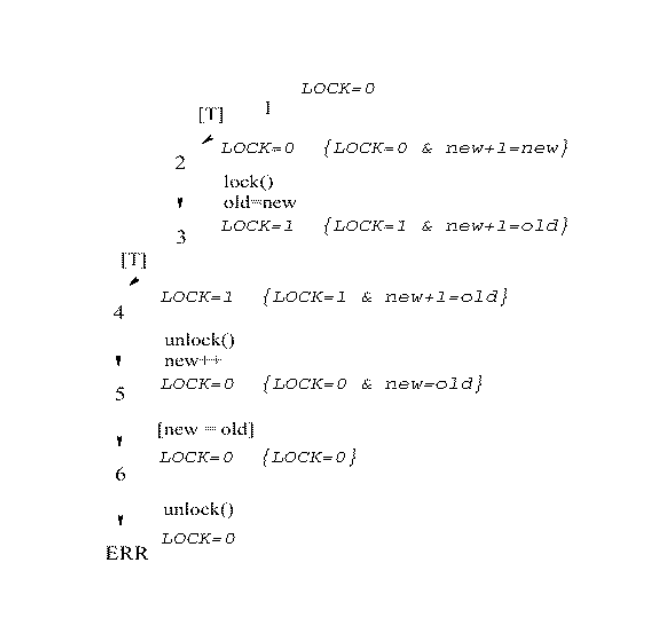 LOCK=0
1
[T]
LOCK=0 {LOCK=0 & new+1=new}
2
lock()
old=new
LOCK=1 {LOCK=1 & new+1=old}
3
[T]
LOCK=1 {LOCK=1 & new+1=old}
4
unlock()
new++
LOCK=0 {LOCK=0 & new=old}
5
[new = old]
LOCK=0 {LOCK=0}
6
unlock()
LOCK=0
ERR